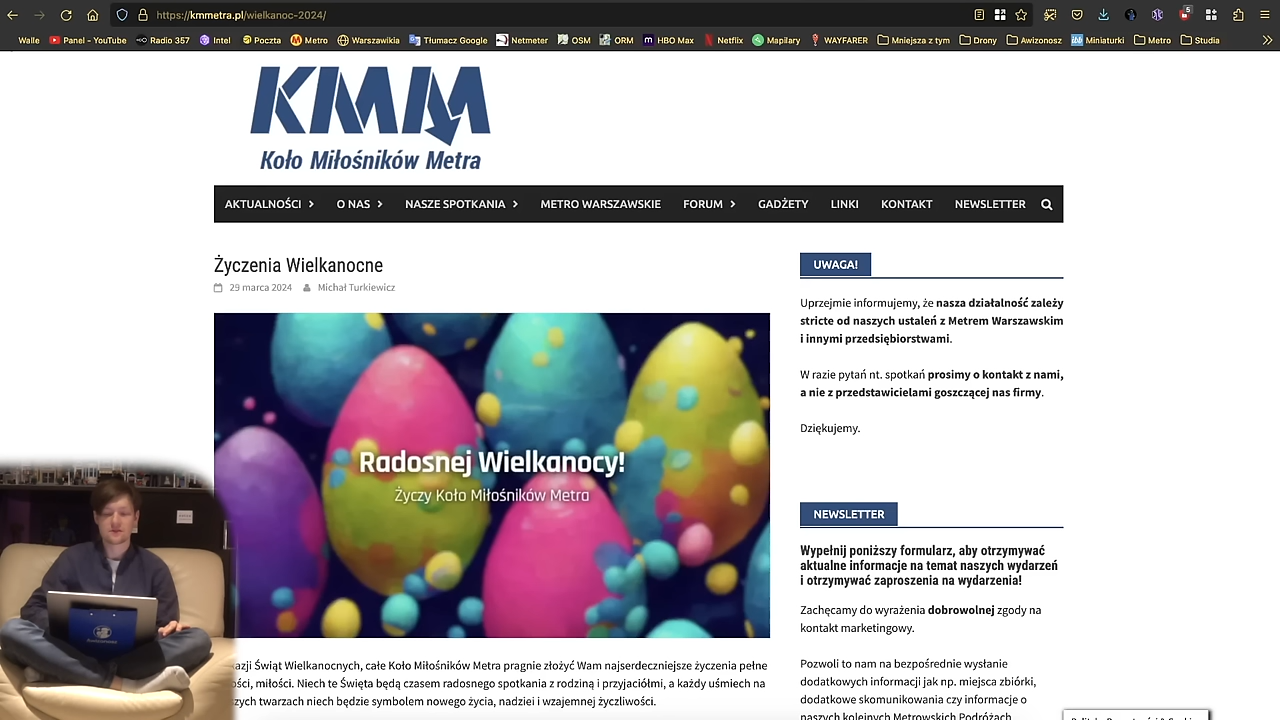 https://kmmetra.pl/wielkanoc-2024/
5
Walle Panel - YouTube Radio 357 Intel Poczta Metro Warszawikia Tłumacz Google Netmeter OSM ORM HBO Max Netflix Mapilary WAYFARER Mniejsza z tym Drony Awizonosz Miniaturki Metro Studia
KMM
Koło Miłośników Metra
AKTUALNOŚCI O NAS NASZE SPOTKANIA METRO WARSZAWSKIE FORUM GADŻETY LINKI KONTAKT NEWSLETTER
Życzenia Wielkanocne
29 marca 2024 Michał Turkiewicz
Radosnej Wielkanocy!
Życzy Koło Miłośników Metra
Świąt Wielkanocnych, całe Koło Miłośników Metra pragnie złożyć Wam najserdeczniejsze życzenia pełne
miłości. Niech te Święta będą czasem radosnego spotkania z rodziną i przyjaciółmi, a każdy uśmiech na
twarzach niech będzie symbolem nowego życia, nadziei i wzajemnej życzliwości.
UWAGA!
Uprzejmie informujemy, że nasza działalność zależy
stricte od naszych ustaleń z Metrem Warszawskim
i innymi przedsiębiorstwami.
W razie pytań nt. spotkań prosimy o kontakt z nami,
a nie z przedstawicielami goszczącej nas firmy.
Dziękujemy.
NEWSLETTER
Wypełnij poniższy formularz, aby otrzymywać
aktualne informacje na temat naszych wydarzeń
i otrzymywać zaproszenia na wydarzenia!
Zachęcamy do wyrażenia dobrowolnej zgody na
kontakt marketingowy.
Pozwoli to nam na bezpośrednie wysłanie
dodatkowych informacji jak np. miejsca zbiórki,
dodatkowe skomunikowania czy informacje o
naszych kolejnych Metrowskich Podróżach